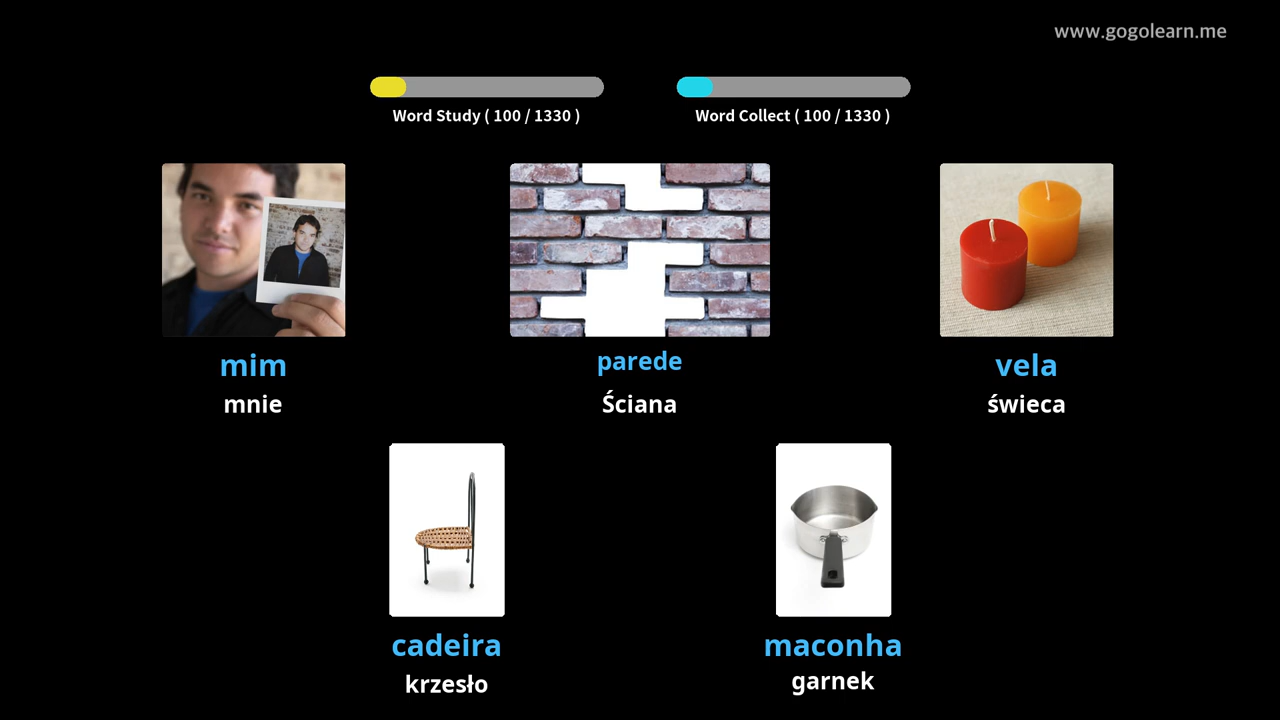 www.gogolearn.me
Word Study ( 100 / 1330 )
Word Collect ( 100 / 1330 )
mim
mnie
parede
Ściana
vela
świeca
cadeira
krzesło
maconha
garnek